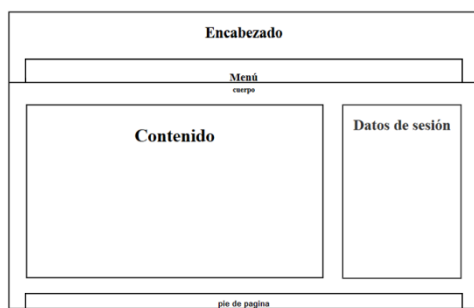 Encabezado
Menú
cuerpo
Contenido
Datos de sesión
pie de pagina